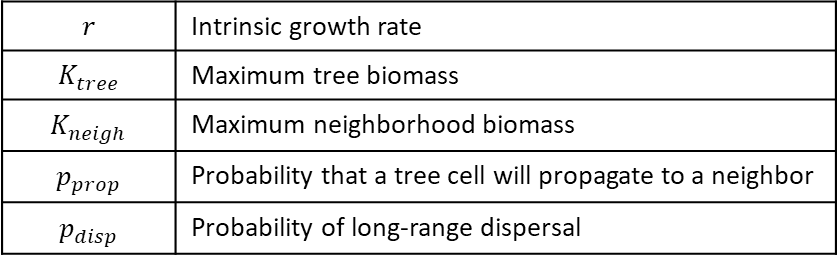 r Intrinsic growth rate
K_tree Maximum tree biomass
K_neigh Maximum neighborhood biomass
p_prop Probability that a tree cell will propagate to a neighbor
p_disp Probability of long-range dispersal